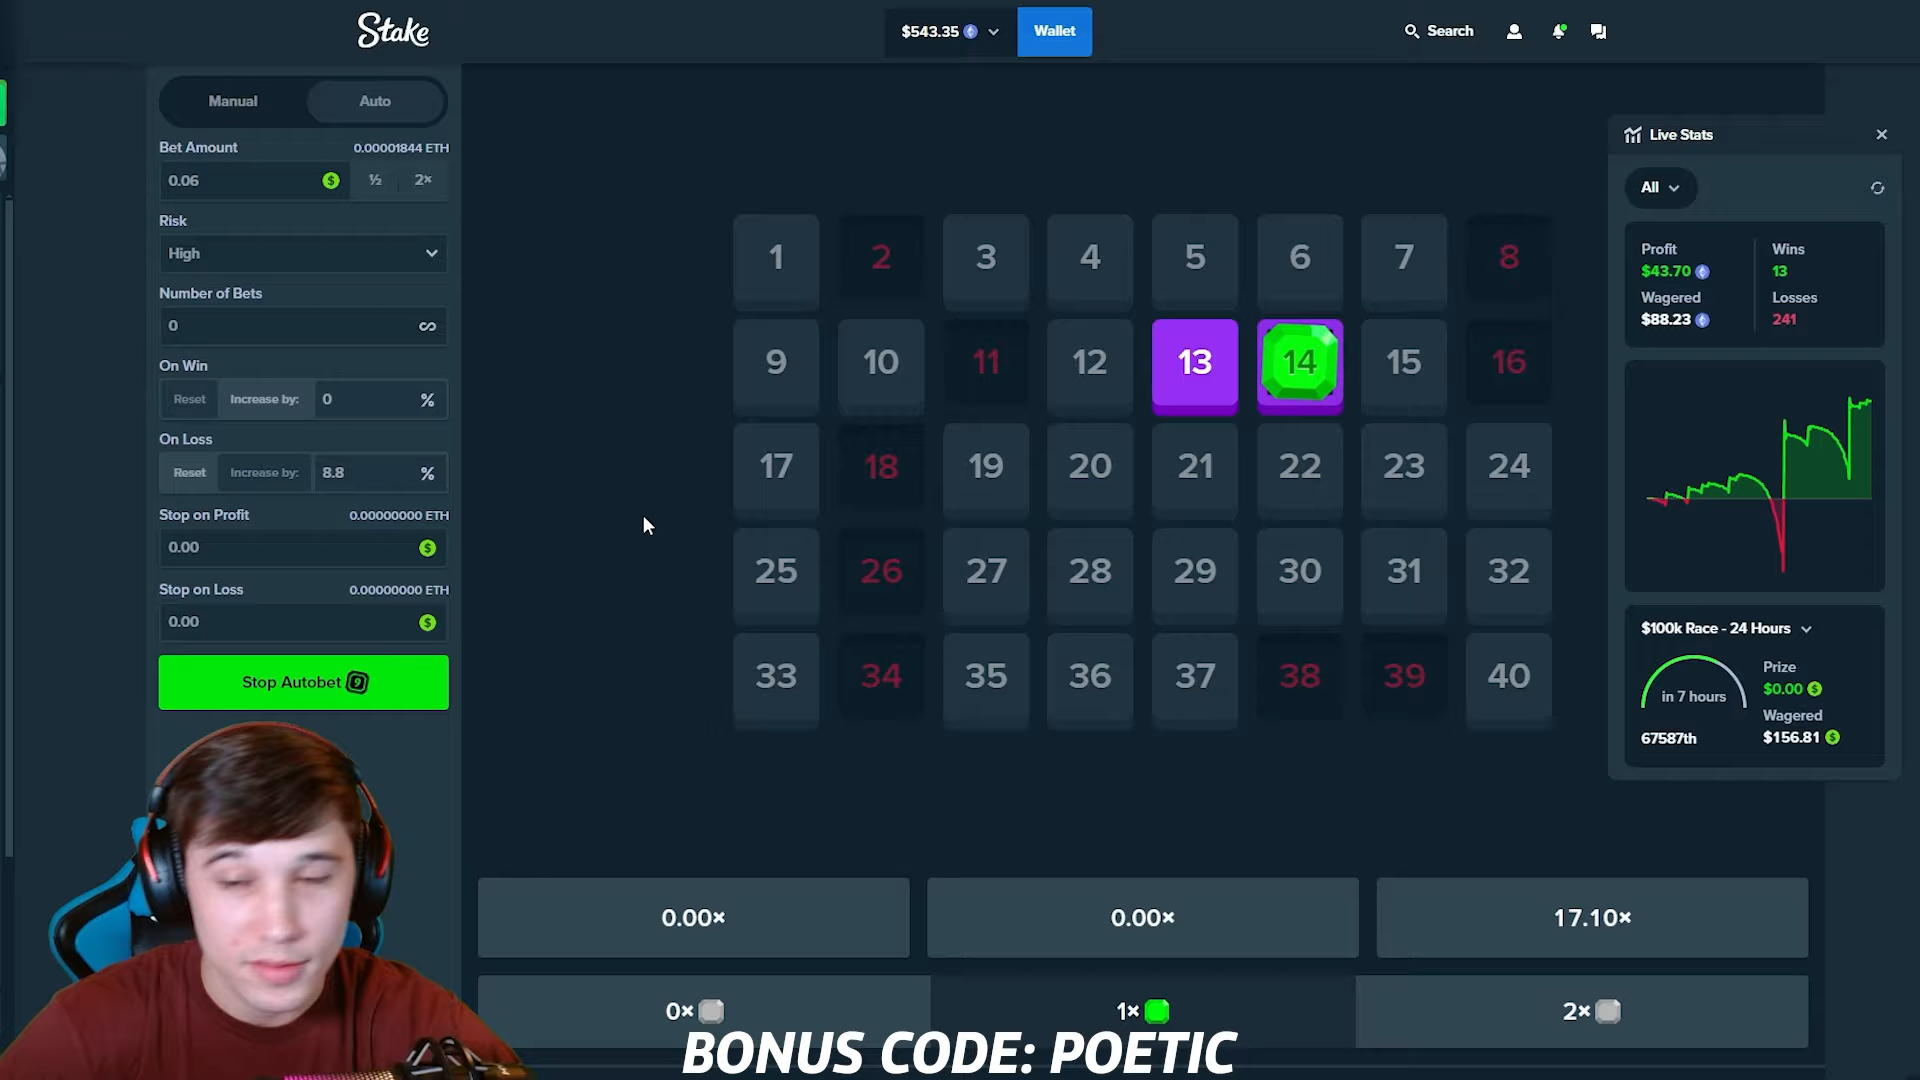 Stake
$543.35
Wallet
Search
Manual
Auto
Bet Amount
0.00001844 ETH
0.06
½
2×
Risk
High
Number of Bets
0
∞
On Win
Reset
Increase by:
0
%
On Loss
Reset
Increase by:
8.8
%
Stop on Profit
0.00000000 ETH
0.00
Stop on Loss
0.00000000 ETH
0.00
Stop Autobet
1 2 3 4 5 6 7 8
9 10 11 12 13 14 15 16
17 18 19 20 21 22 23 24
25 26 27 28 29 30 31 32
33 34 35 36 37 38 39 40
0.00×
0.00×
17.10×
0×
1×
2×
Live Stats
All
Profit
$43.70
Wins
13
Wagered
$88.23
Losses
241
$100k Race - 24 Hours
in 7 hours
67587th
Prize
$0.00
Wagered
$156.81
BONUS CODE: POETIC